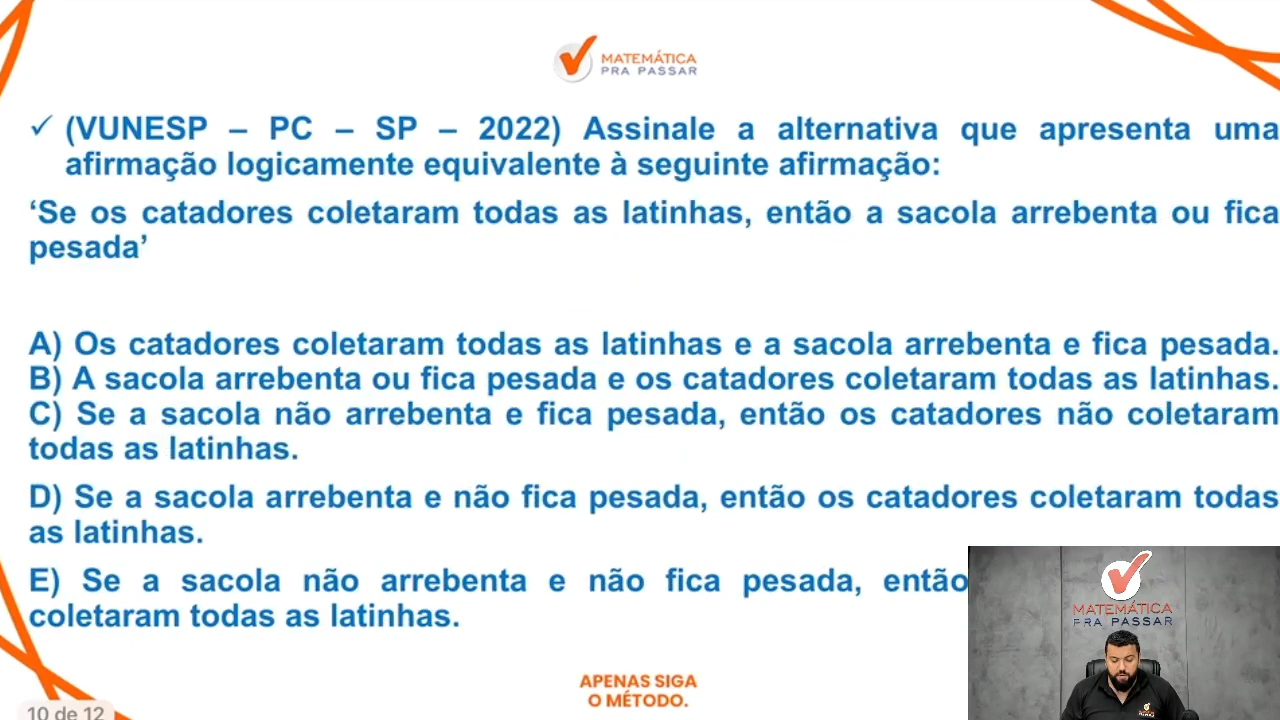 MATEMÁTICA
PRA PASSAR
(VUNESP – PC – SP – 2022) Assinale a alternativa que apresenta uma
afirmação logicamente equivalente à seguinte afirmação:
‘Se os catadores coletaram todas as latinhas, então a sacola arrebenta ou fica
pesada’
A) Os catadores coletaram todas as latinhas e a sacola arrebenta e fica pesada.
B) A sacola arrebenta ou fica pesada e os catadores coletaram todas as latinhas.
C) Se a sacola não arrebenta e fica pesada, então os catadores não coletaram
todas as latinhas.
D) Se a sacola arrebenta e não fica pesada, então os catadores coletaram todas
as latinhas.
E) Se a sacola não arrebenta e não fica pesada, então
coletaram todas as latinhas.
MATEMÁTICA
PRA PASSAR
APENAS SIGA
O MÉTODO.
10 de 12